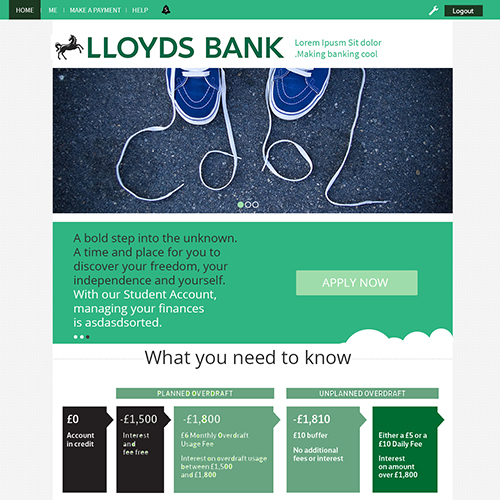 HOME
ME
MAKE A PAYMENT
HELP
Logout
LLOYDS BANK
Lorem Ipusm Sit dolor
.Making banking cool
A bold step into the unknown.
A time and place for you to
discover your freedom, your
independence and yourself.
With our Student Account,
managing your finances
is asdasdsorted.
APPLY NOW
What you need to know
PLANNED OVERDRAFT
UNPLANNED OVERDRAFT
£0
Account
in credit
-£1,500
Interest
and
fee free
-£1,800
£6 Monthly Overdraft
Usage Fee
Interest on overdraft usage
between £1,500
and £1,800
-£1,810
£10 buffer
No additional
fees or interest
Either a £5 or a
£10 Daily Fee
Interest
on amount
over £1,800